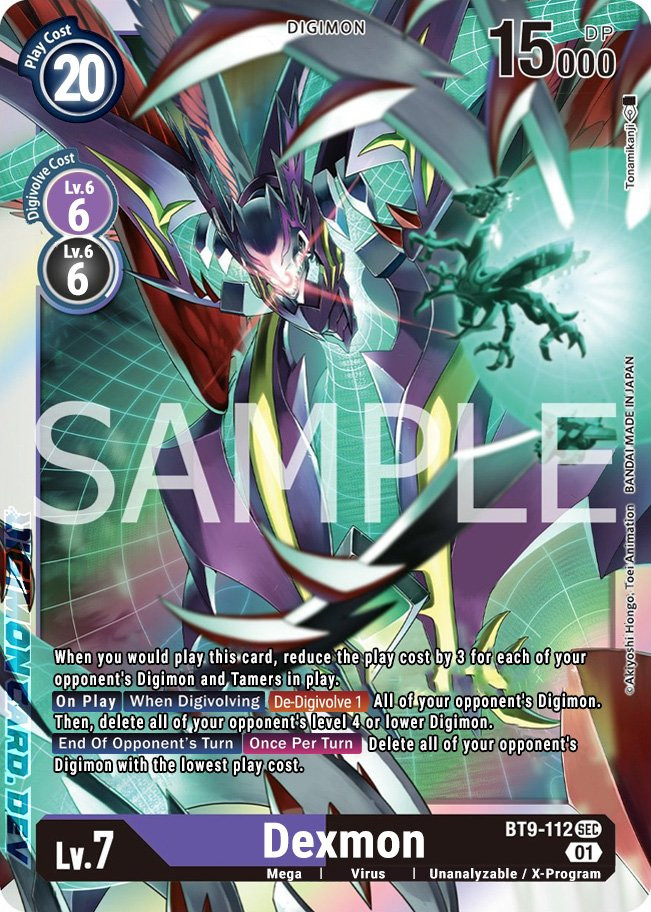 DIGIMON
Play Cost
20
DP
15000
Digivolve Cost
Lv.6
6
Lv.6
6
Tonamikanji
SAMPLE
©Akiyoshi Hongo, Toei Animation BANDAI MADE IN JAPAN
MONCARD.DEV
When you would play this card, reduce the play cost by 3 for each of your
opponent's Digimon and Tamers in play.
On Play When Digivolving De-Digivolve 1 All of your opponent's Digimon.
Then, delete all of your opponent's level 4 or lower Digimon.
End Of Opponent's Turn Once Per Turn Delete all of your opponent's
Digimon with the lowest play cost.
Lv.7
Dexmon
BT9-112 SEC
01
Mega | Virus | Unanalyzable / X-Program